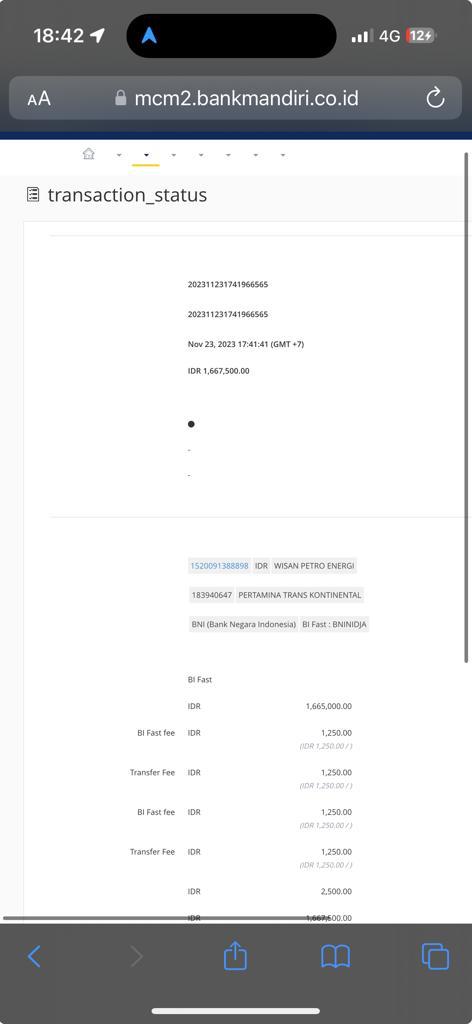 18:42
4G 12
AA mcm2.bankmandiri.co.id
transaction_status
202311231741966565
202311231741966565
Nov 23, 2023 17:41:41 (GMT +7)
IDR 1,667,500.00
-
-
1520091388898 IDR WISAN PETRO ENERGI
183940647 PERTAMINA TRANS KONTINENTAL
BNI (Bank Negara Indonesia) BI Fast : BNINIDJA
BI Fast
IDR 1,665,000.00
BI Fast fee IDR 1,250.00
(IDR 1,250.00 / )
Transfer Fee IDR 1,250.00
(IDR 1,250.00 / )
BI Fast fee IDR 1,250.00
(IDR 1,250.00 / )
Transfer Fee IDR 1,250.00
(IDR 1,250.00 / )
IDR 2,500.00
IDR 1,667,500.00